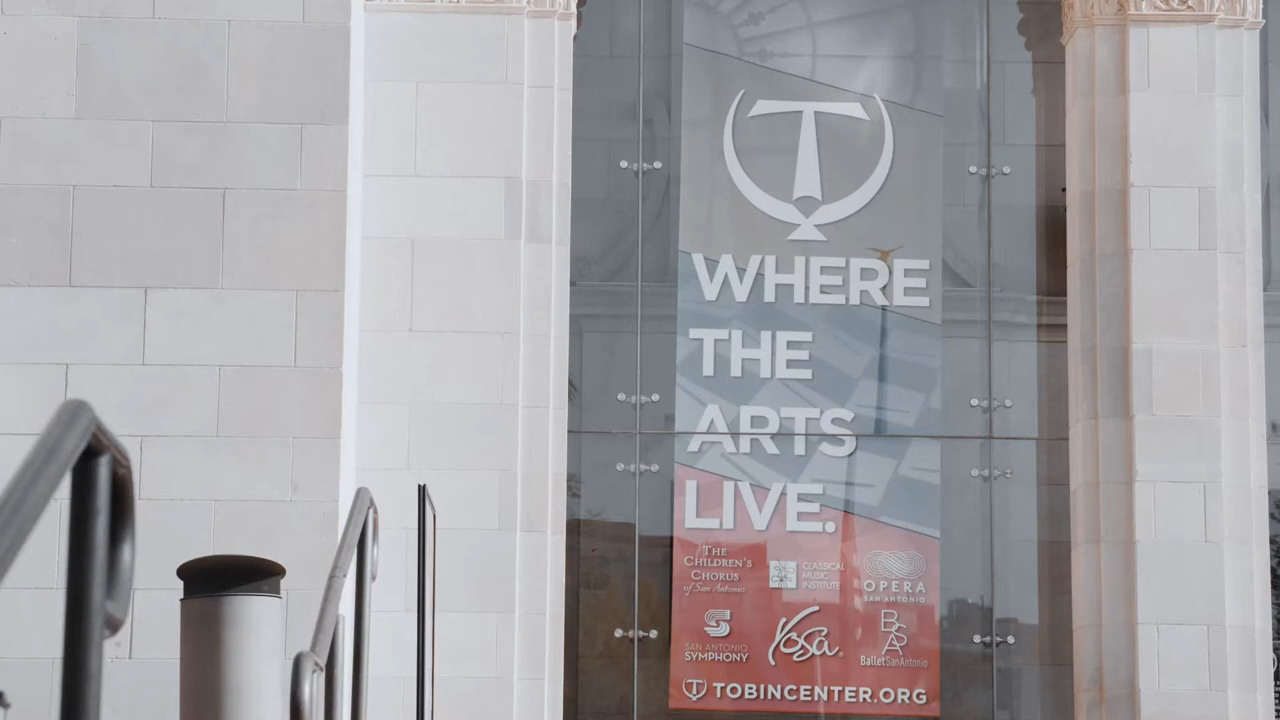 T
WHERE
THE
ARTS
LIVE.
THE
CHILDREN'S
CHORUS
of San Antonio
CLASSICAL
MUSIC
INSTITUTE
OPERA
SAN ANTONIO
SAN ANTONIO
SYMPHONY
YOSA
BSA
Ballet San Antonio
T TOBINCENTER.ORG